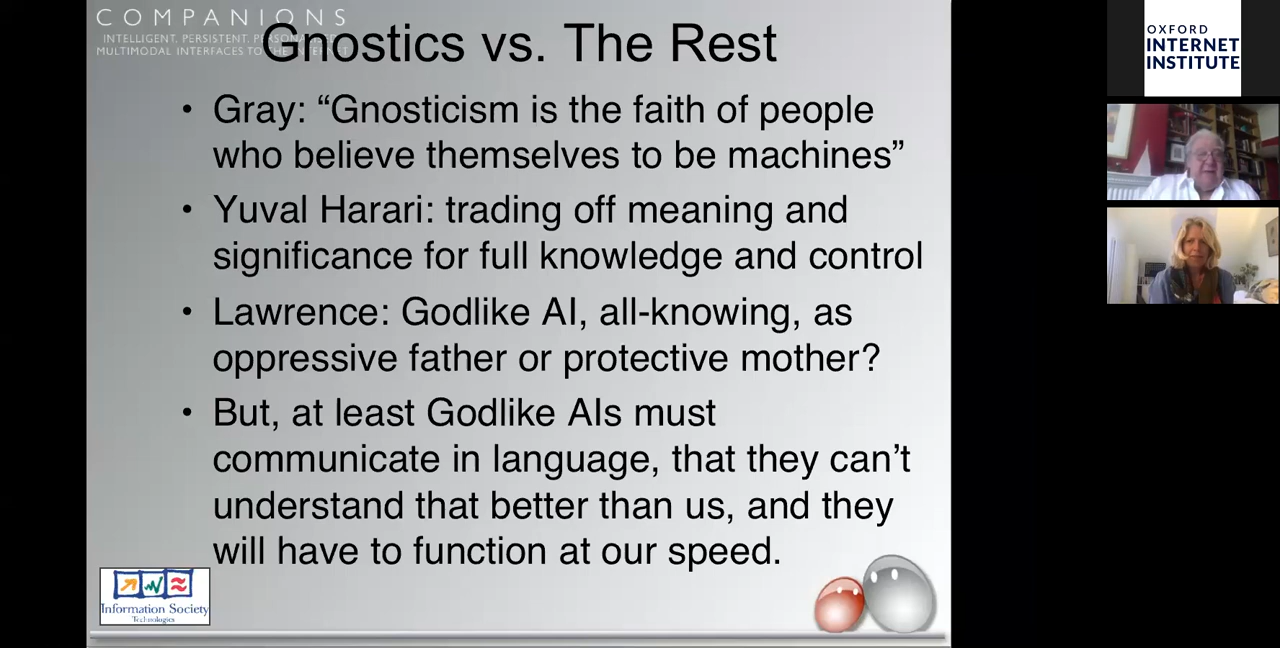 COMPANIONS
INTELLIGENT, PERSISTENT, PERSONALISED
MULTIMODAL INTERFACES TO THE INTERNET
Gnostics vs. The Rest
• Gray: “Gnosticism is the faith of people
who believe themselves to be machines”
• Yuval Harari: trading off meaning and
significance for full knowledge and control
• Lawrence: Godlike AI, all-knowing, as
oppressive father or protective mother?
• But, at least Godlike AIs must
communicate in language, that they can’t
understand that better than us, and they
will have to function at our speed.
Information Society
Technologies
OXFORD
INTERNET
INSTITUTE